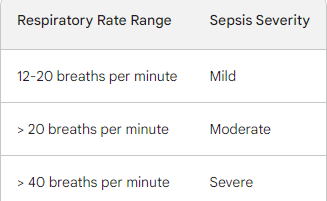 Respiratory Rate Range Sepsis Severity
12-20 breaths per minute Mild
> 20 breaths per minute Moderate
> 40 breaths per minute Severe